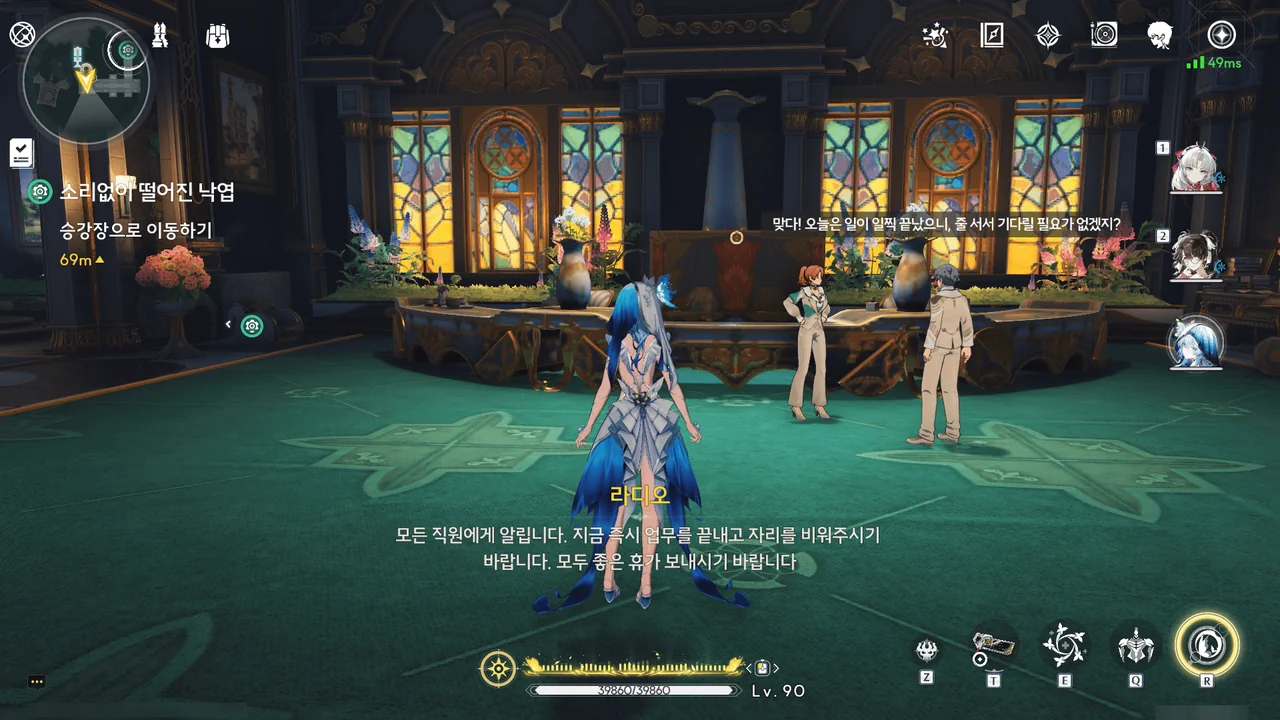 49ms
소리없이 떨어진 낙엽
승강장으로 이동하기
69m
1
맞다! 오늘은 일이 일찍 끝났으니, 줄 서서 기다릴 필요가 없겠지?
2
라디오
모든 직원에게 알립니다. 지금 즉시 업무를 끝내고 자리를 비워주시기
바랍니다. 모두 좋은 휴가 보내시기 바랍니다
39860/39860
Lv. 90
Z
T
E
Q
R